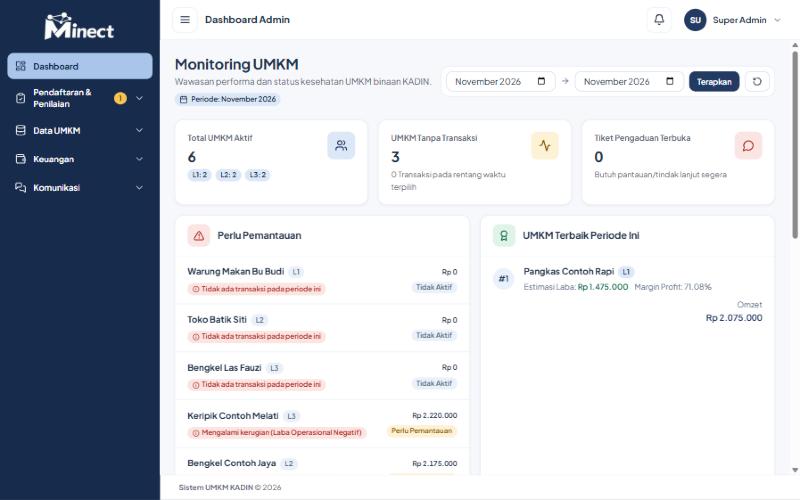 Minect
Dashboard Admin
SU
Super Admin
Dashboard
Pendaftaran &
Penilaian
1
Data UMKM
Keuangan
Komunikasi
Monitoring UMKM
Wawasan performa dan status kesehatan UMKM binaan KADIN.
Periode: November 2026
November 2026
→
November 2026
Terapkan
Total UMKM Aktif
6
L1: 2
L2: 2
L3: 2
UMKM Tanpa Transaksi
3
0 Transaksi pada rentang waktu
terpilih
Tiket Pengaduan Terbuka
0
Butuh pantauan/tindak lanjut segera
Perlu Pemantauan
Warung Makan Bu Budi L1
Rp 0
Tidak ada transaksi pada periode ini
Tidak Aktif
Toko Batik Siti L2
Rp 0
Tidak ada transaksi pada periode ini
Tidak Aktif
Bengkel Las Fauzi L3
Rp 0
Tidak ada transaksi pada periode ini
Tidak Aktif
Keripik Contoh Melati L3
Rp 2.220.000
Mengalami kerugian (Laba Operasional Negatif)
Perlu Pemantauan
Bengkel Contoh Jaya L2
Rp 2.175.000
UMKM Terbaik Periode Ini
#1
Pangkas Contoh Rapi L1
Estimasi Laba: Rp 1.475.000 Margin Profit: 71.08%
Omzet
Rp 2.075.000
Sistem UMKM KADIN © 2026